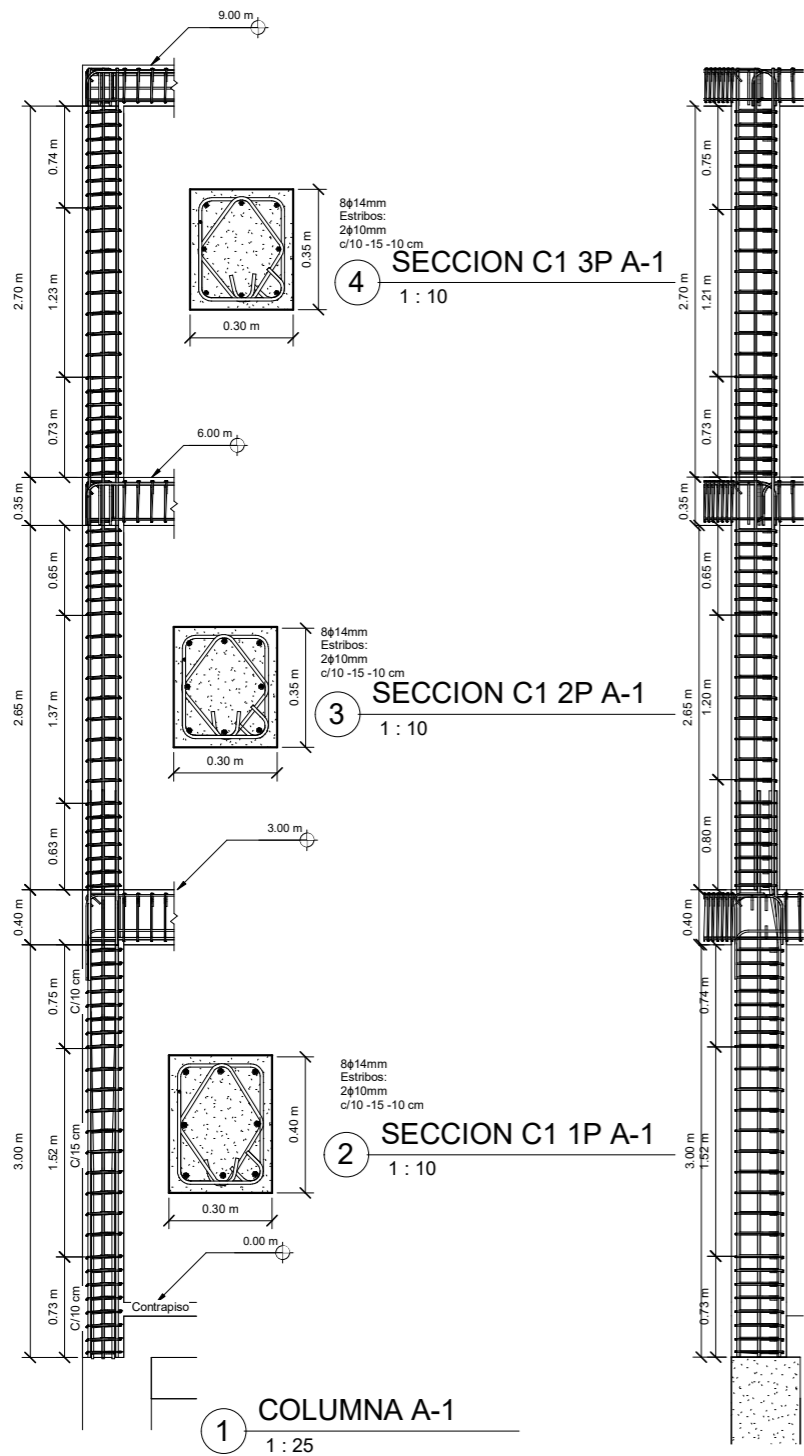 9.00 m
0.74 m
2.70 m
1.23 m
0.73 m
8ϕ14mm
Estribos:
2ϕ10mm
c/10 -15 -10 cm
0.35 m
0.30 m
4 SECCION C1 3P A-1
1 : 10
0.75 m
2.70 m
1.21 m
0.73 m
6.00 m
0.35 m
0.35 m
0.65 m
2.65 m
1.37 m
0.63 m
8ϕ14mm
Estribos:
2ϕ10mm
c/10 -15 -10 cm
0.35 m
0.30 m
3 SECCION C1 2P A-1
1 : 10
0.65 m
2.65 m
1.20 m
0.80 m
3.00 m
0.40 m
0.40 m
0.75 m
C/10 cm
3.00 m
1.52 m
C/15 cm
0.73 m
C/10 cm
8ϕ14mm
Estribos:
2ϕ10mm
c/10 -15 -10 cm
0.40 m
0.30 m
2 SECCION C1 1P A-1
1 : 10
0.74 m
3.00 m
1.52 m
0.73 m
0.00 m
Contrapiso
1 COLUMNA A-1
1 : 25